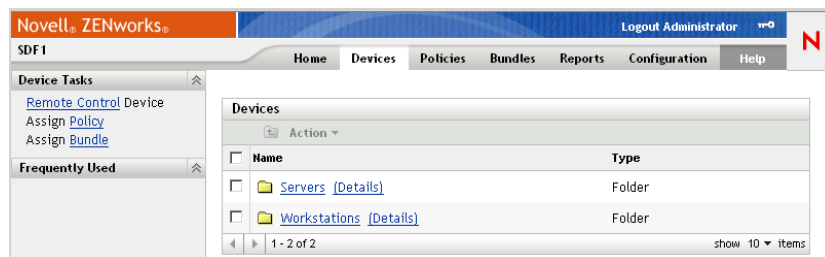 Novell® ZENworks®
Logout Administrator
N
SDF1
Home Devices Policies Bundles Reports Configuration Help
Device Tasks
Remote Control Device
Assign Policy
Assign Bundle
Frequently Used
Devices
Action
Name Type
Servers (Details) Folder
Workstations (Details) Folder
1 - 2 of 2 show 10 items